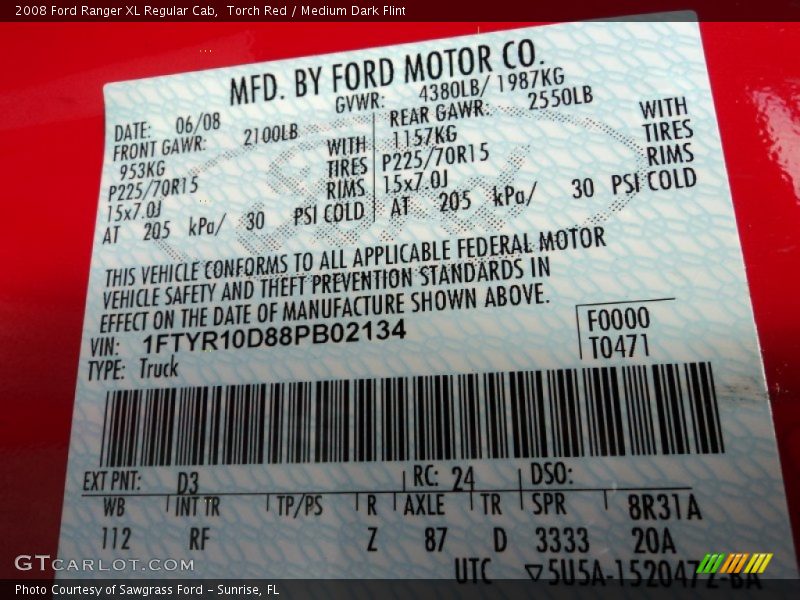 2008 Ford Ranger XL Regular Cab,  Torch Red / Medium Dark Flint
MFD. BY FORD MOTOR CO.
DATE: 06/08 GVWR: 4380LB/ 1987KG
FRONT GAWR: 2100LB REAR GAWR: 2550LB
953KG WITH 1157KG WITH
P225/70R15 TIRES P225/70R15 TIRES
15x7.0J RIMS 15x7.0J RIMS
AT 205 kPa/ 30 PSI COLD AT 205 kPa/ 30 PSI COLD
THIS VEHICLE CONFORMS TO ALL APPLICABLE FEDERAL MOTOR
VEHICLE SAFETY AND THEFT PREVENTION STANDARDS IN
EFFECT ON THE DATE OF MANUFACTURE SHOWN ABOVE.
VIN: 1FTYR10D88PB02134 F0000
TYPE: Truck T0471
EXT PNT: D3 RC: 24 DSO:
WB INT TR TP/PS R AXLE TR SPR 8R31A
112 RF Z 87 D 3333 20A
UTC ▽5U5A-1520472-BA
GTCARLOT.COM
Photo Courtesy of Sawgrass Ford - Sunrise, FL